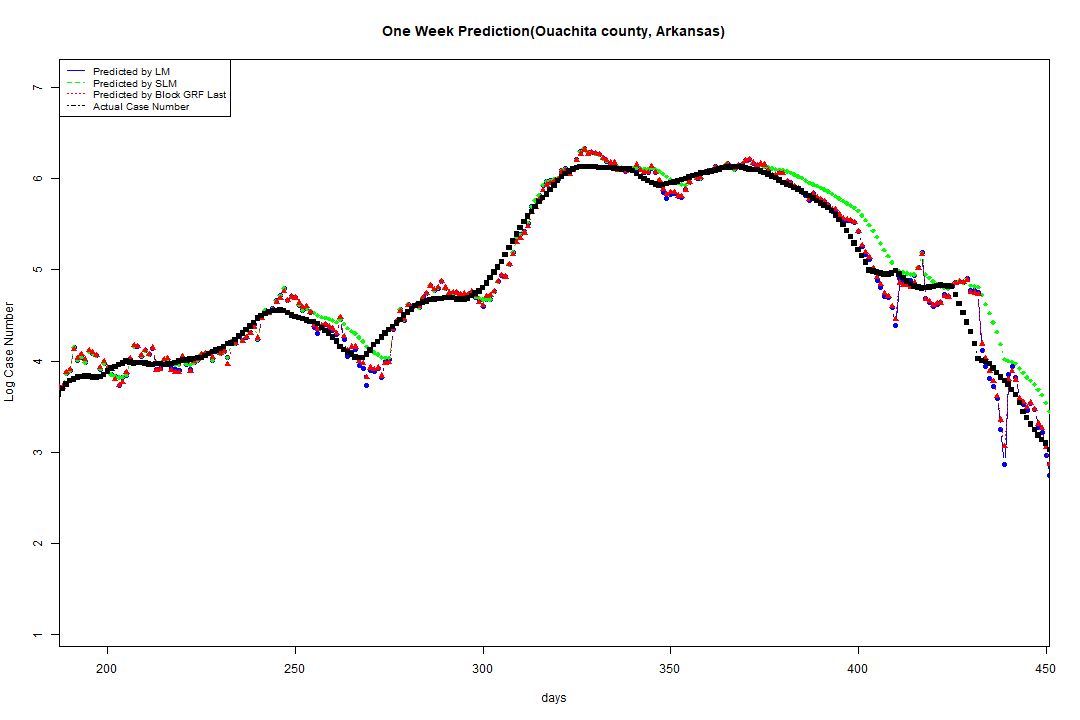 One Week Prediction(Ouachita county, Arkansas)
Predicted by LM
Predicted by SLM
Predicted by Block GRF Last
Actual Case Number
7
6
5
4
3
2
1
Log Case Number
200 250 300 350 400 450
days